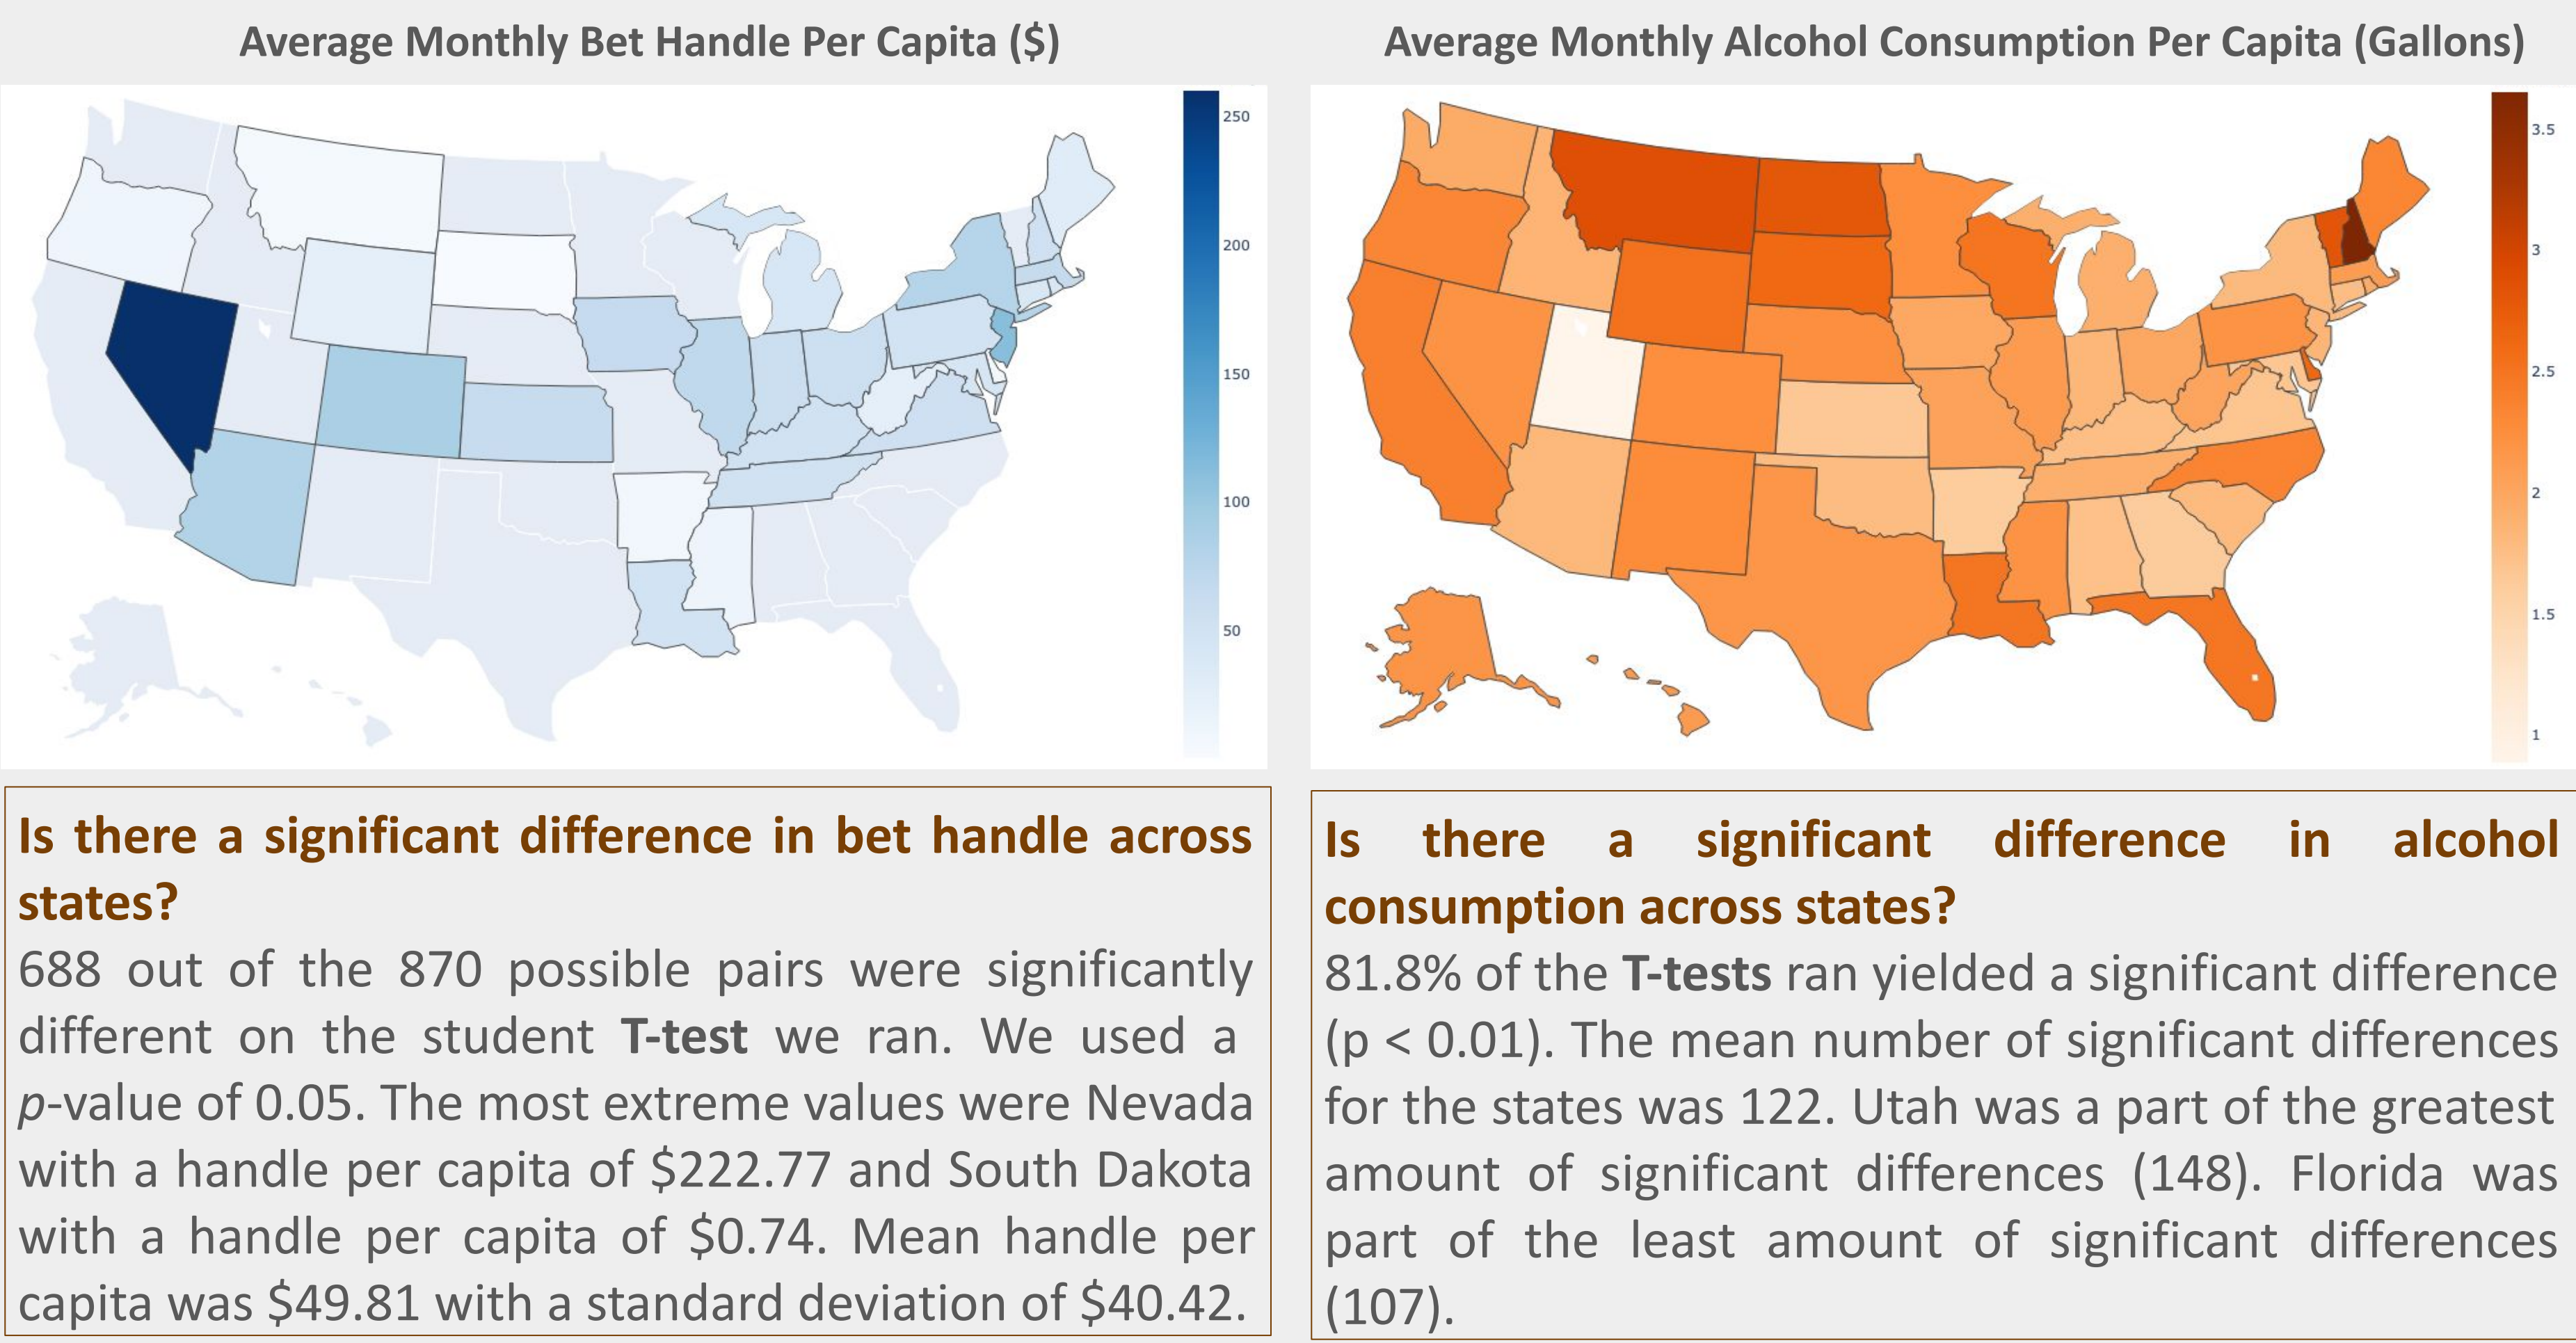 Average Monthly Bet Handle Per Capita ($)
250
200
150
100
50
Is there a significant difference in bet handle across
states?
688 out of the 870 possible pairs were significantly
different on the student T-test we ran. We used a
p-value of 0.05. The most extreme values were Nevada
with a handle per capita of $222.77 and South Dakota
with a handle per capita of $0.74. Mean handle per
capita was $49.81 with a standard deviation of $40.42.
Average Monthly Alcohol Consumption Per Capita (Gallons)
3.5
3
2.5
2
1.5
1
Is there a significant difference in alcohol
consumption across states?
81.8% of the T-tests ran yielded a significant difference
(p < 0.01). The mean number of significant differences
for the states was 122. Utah was a part of the greatest
amount of significant differences (148). Florida was
part of the least amount of significant differences
(107).